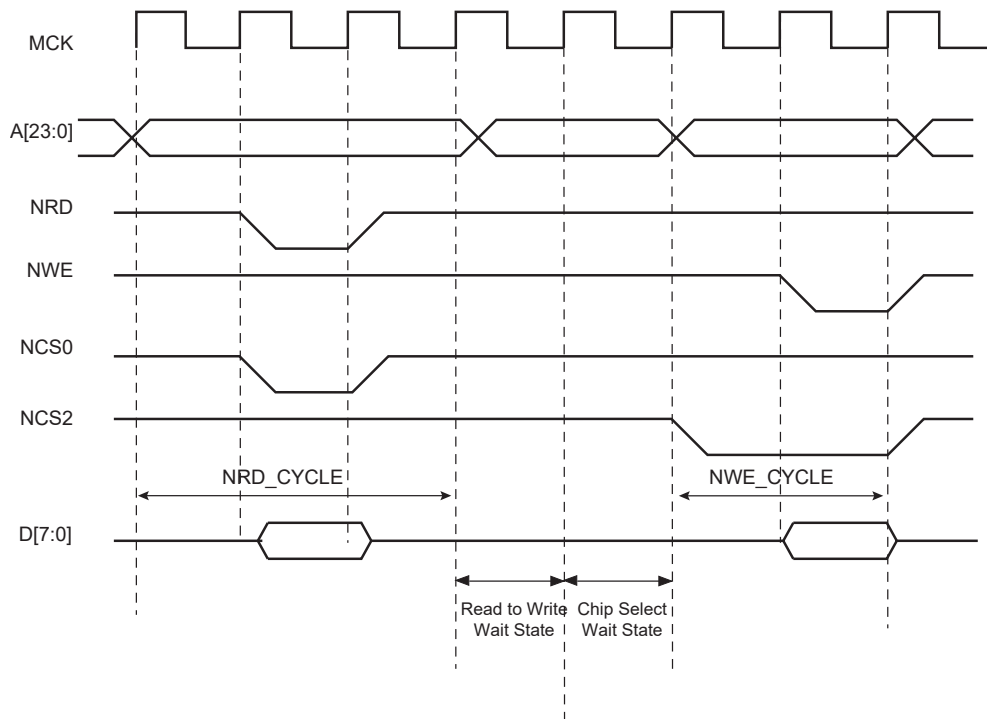 MCK
A[23:0]
NRD
NWE
NCS0
NCS2
NRD_CYCLE
NWE_CYCLE
D[7:0]
Read to Write
Wait State
Chip Select
Wait State